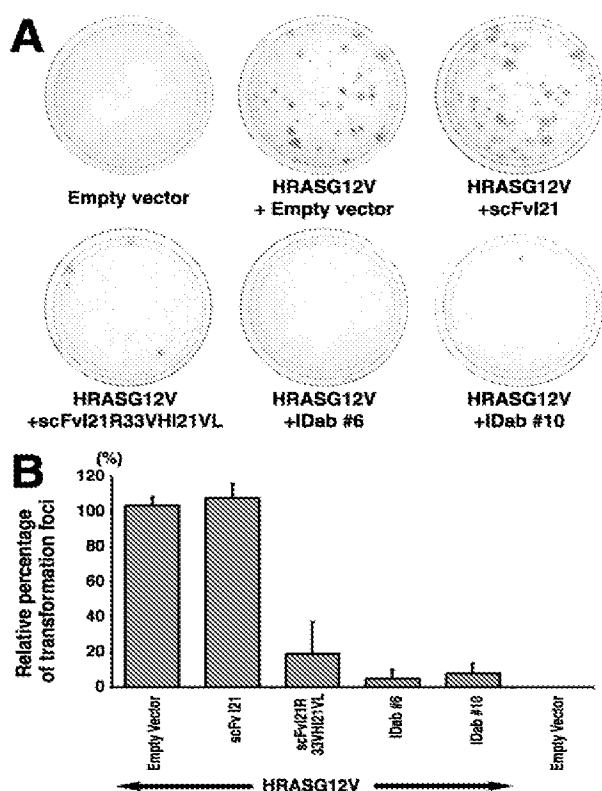 A
Empty vector
HRASG12V
+ Empty vector
HRASG12V
+scFvI21
HRASG12V
+scFvI21R33VHI21VL
HRASG12V
+IDab #6
HRASG12V
+IDab #10
B
(%)
120
100
80
60
40
20
0
Relative percentage
of transformation foci
Empty Vector
scFv I21
scFvI21R
33VHI21VL
IDab #6
IDab #10
Empty Vector
HRASG12V